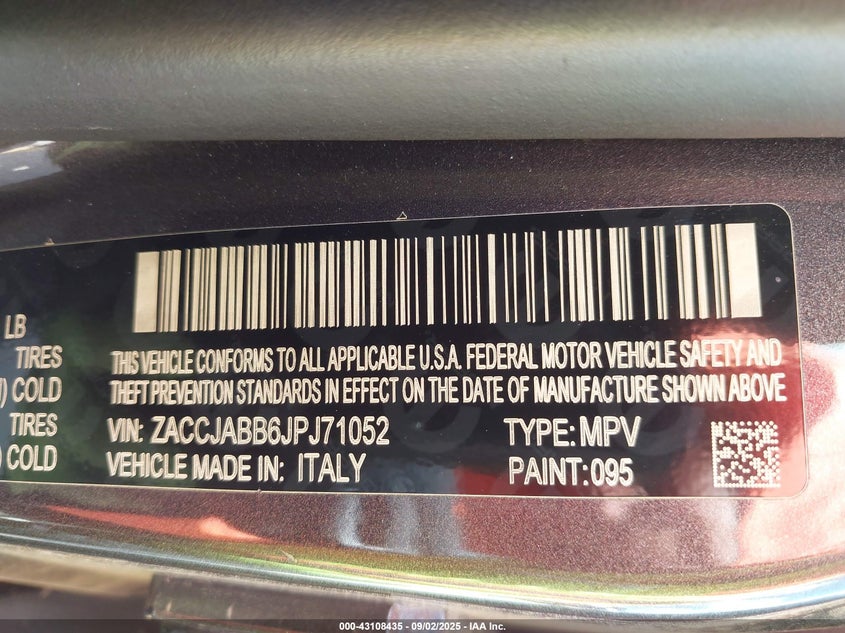 LB
TIRES
) COLD
TIRES
) COLD
THIS VEHICLE CONFORMS TO ALL APPLICABLE U.S.A. FEDERAL MOTOR VEHICLE SAFETY AND
THEFT PREVENTION STANDARDS IN EFFECT ON THE DATE OF MANUFACTURE SHOWN ABOVE
VIN: ZACCJABB6JPJ71052 TYPE: MPV
VEHICLE MADE IN: ITALY PAINT: 095
000-43108435 - 09/02/2025 - IAA Inc.